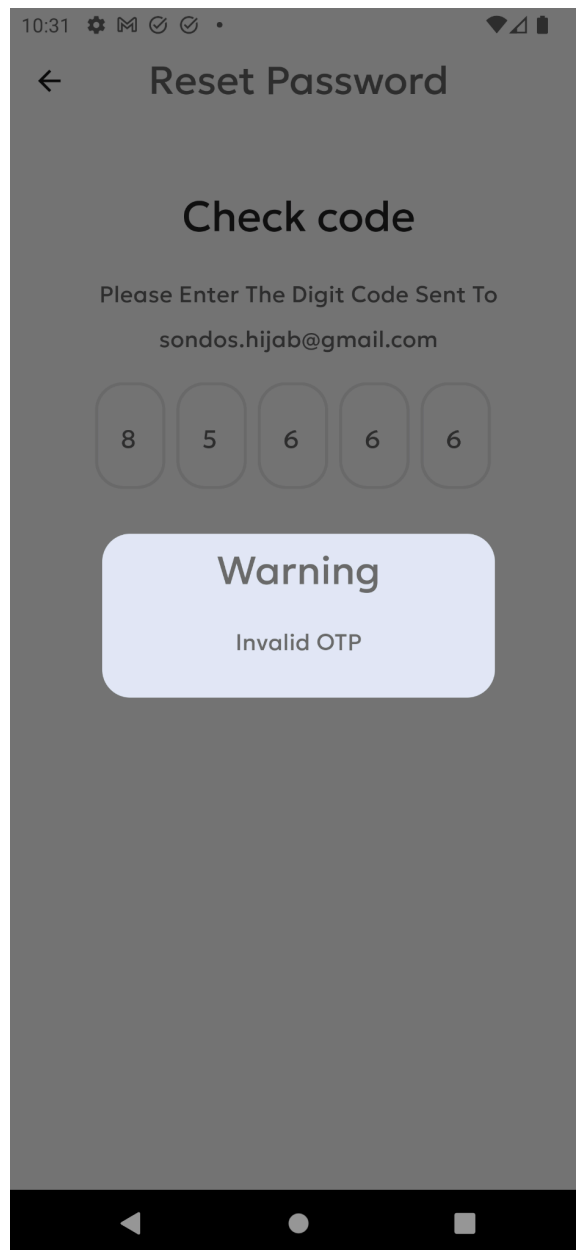 10:31
Reset Password
Check code
Please Enter The Digit Code Sent To
sondos.hijab@gmail.com
8 5 6 6 6
Warning
Invalid OTP